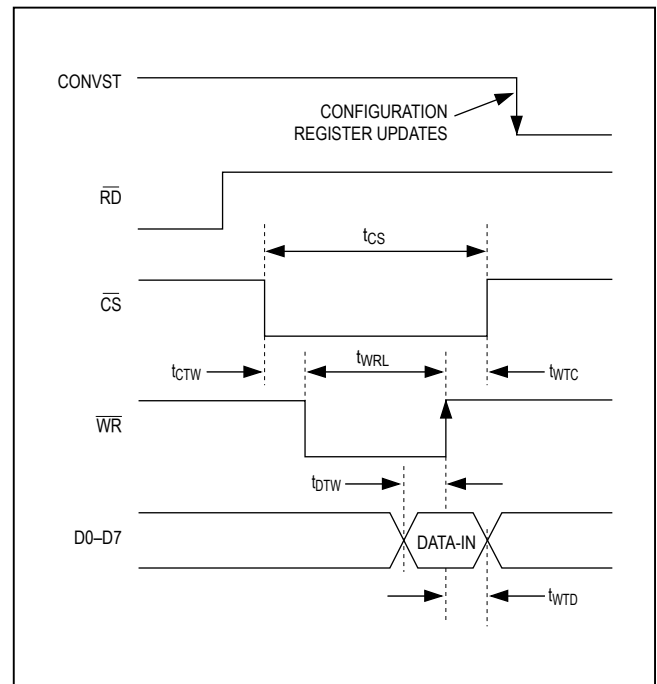 CONVST
CONFIGURATION
REGISTER UPDATES
RD
tCS
CS
tCTW
tWRL
tWTC
WR
tDTW
D0–D7
DATA-IN
tWTD